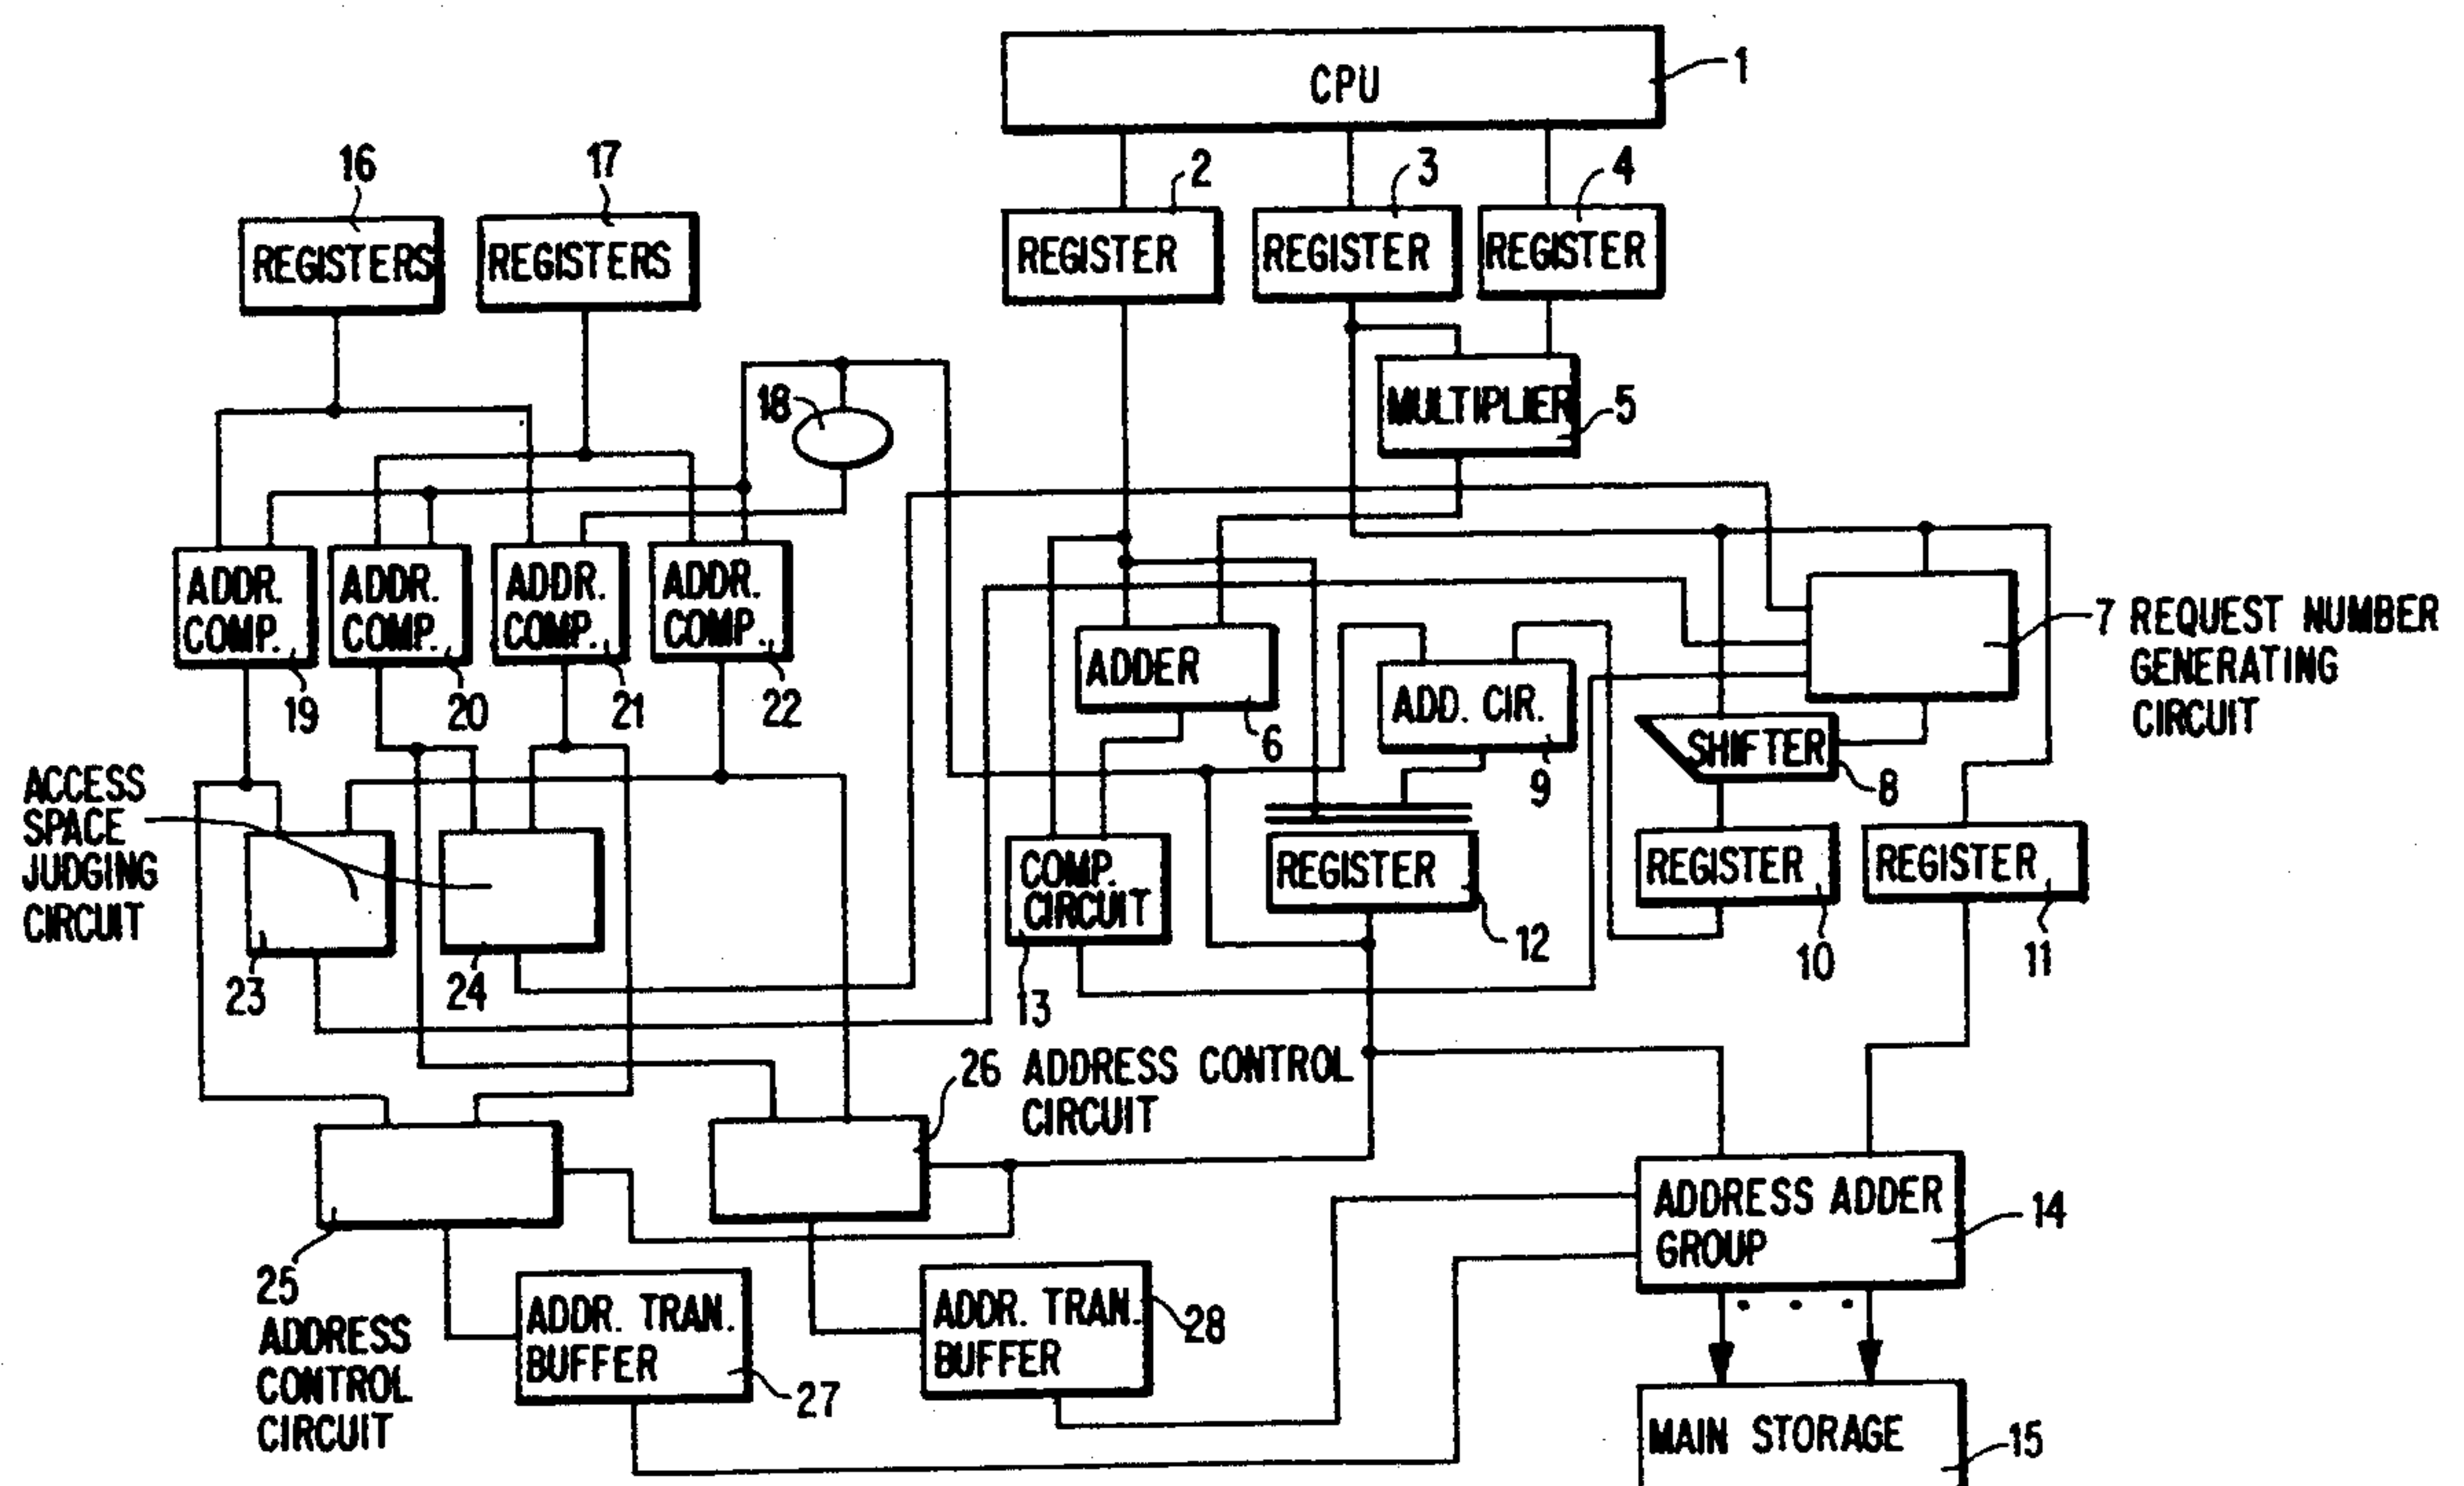 CPU
1
16
17
2
3
4
REGISTERS
REGISTERS
REGISTER
REGISTER
REGISTER
18
MULTIPLIER
5
ADDR.
COMP.
19
ADDR.
COMP.
20
ADDR.
COMP.
21
ADDR.
COMP.
22
ADDER
6
ADD. CIR.
9
7 REQUEST NUMBER
GENERATING
CIRCUIT
SHIFTER
8
ACCESS
SPACE
JUDGING
CIRCUIT
23
24
COMP.
CIRCUIT
13
REGISTER
12
REGISTER
10
REGISTER
11
26 ADDRESS CONTROL
CIRCUIT
25
ADDRESS
CONTROL
CIRCUIT
ADDR. TRAN.
BUFFER
27
ADDR. TRAN.
BUFFER
28
ADDRESS ADDER
GROUP
14
MAIN STORAGE
15